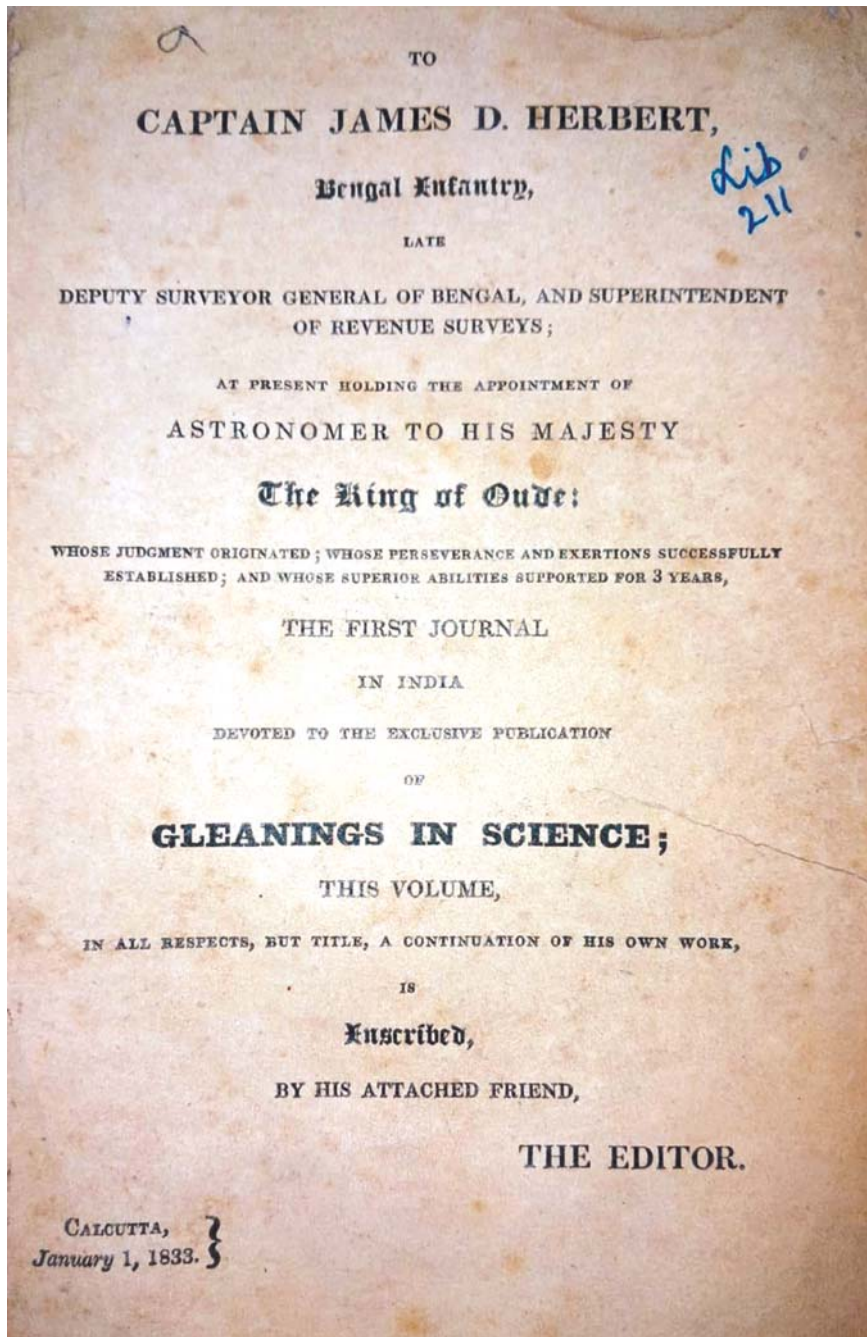 TO
CAPTAIN JAMES D. HERBERT,
Lib
211
Bengal Infantry,
LATE
DEPUTY SURVEYOR GENERAL OF BENGAL, AND SUPERINTENDENT
OF REVENUE SURVEYS;
AT PRESENT HOLDING THE APPOINTMENT OF
ASTRONOMER TO HIS MAJESTY
The King of Oude:
WHOSE JUDGMENT ORIGINATED; WHOSE PERSEVERANCE AND EXERTIONS SUCCESSFULLY
ESTABLISHED; AND WHOSE SUPERIOR ABILITIES SUPPORTED FOR 3 YEARS,
THE FIRST JOURNAL
IN INDIA
DEVOTED TO THE EXCLUSIVE PUBLICATION
OF
GLEANINGS IN SCIENCE;
THIS VOLUME,
IN ALL RESPECTS, BUT TITLE, A CONTINUATION OF HIS OWN WORK,
IS
Inscribed,
BY HIS ATTACHED FRIEND,
THE EDITOR.
CALCUTTA,
January 1, 1833.